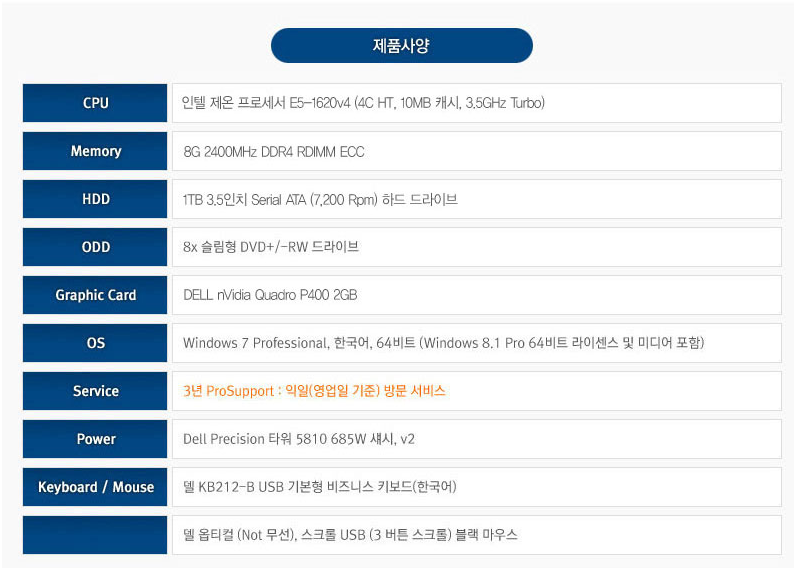 제품사양
CPU
인텔 제온 프로세서 E5-1620v4 (4C HT, 10MB 캐시, 3.5GHz Turbo)
Memory
8G 2400MHz DDR4 RDIMM ECC
HDD
1TB 3.5인치 Serial ATA (7,200 Rpm) 하드 드라이브
ODD
8x 슬림형 DVD+/-RW 드라이브
Graphic Card
DELL nVidia Quadro P400 2GB
OS
Windows 7 Professional, 한국어, 64비트 (Windows 8.1 Pro 64비트 라이센스 및 미디어 포함)
Service
3년 ProSupport : 익일(영업일 기준) 방문 서비스
Power
Dell Precision 타워 5810 685W 섀시, v2
Keyboard / Mouse
델 KB212-B USB 기본형 비즈니스 키보드(한국어)
델 옵티컬 (Not 무선), 스크롤 USB (3 버튼 스크롤) 블랙 마우스